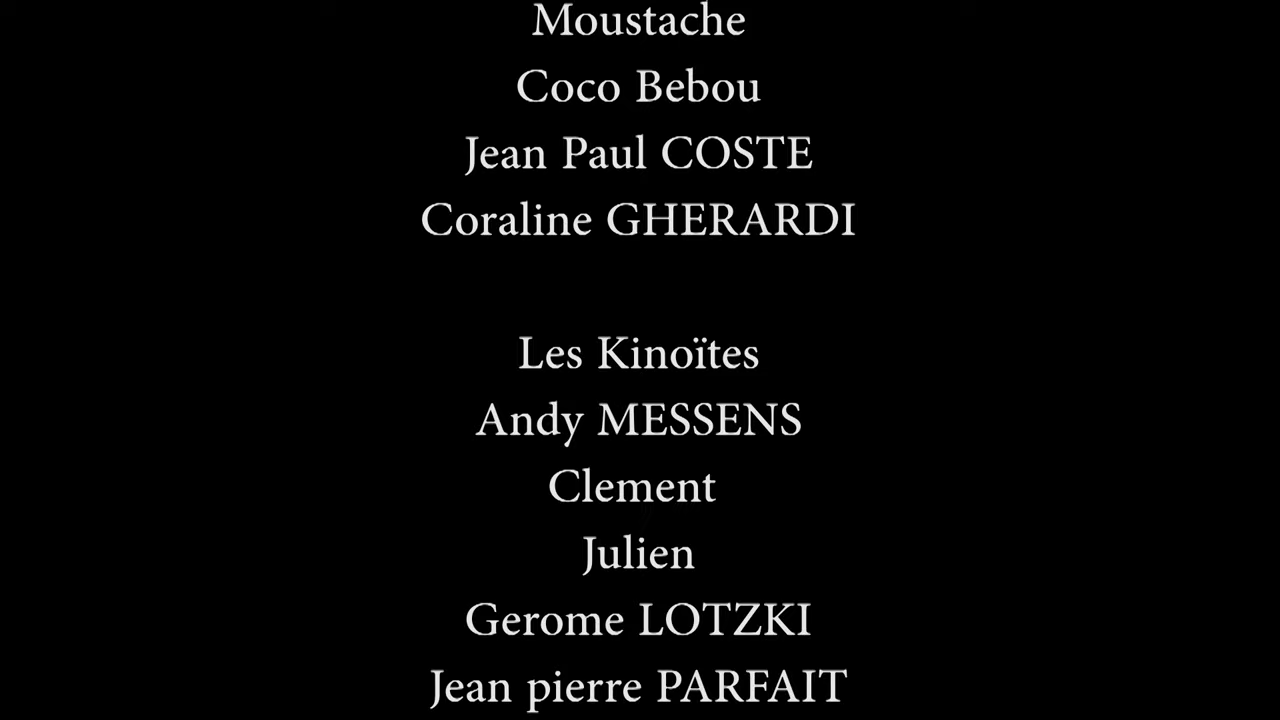 Moustache
Coco Bebou
Jean Paul COSTE
Coraline GHERARDI
Les Kinoïtes
Andy MESSENS
Clement
Julien
Gerome LOTZKI
Jean pierre PARFAIT